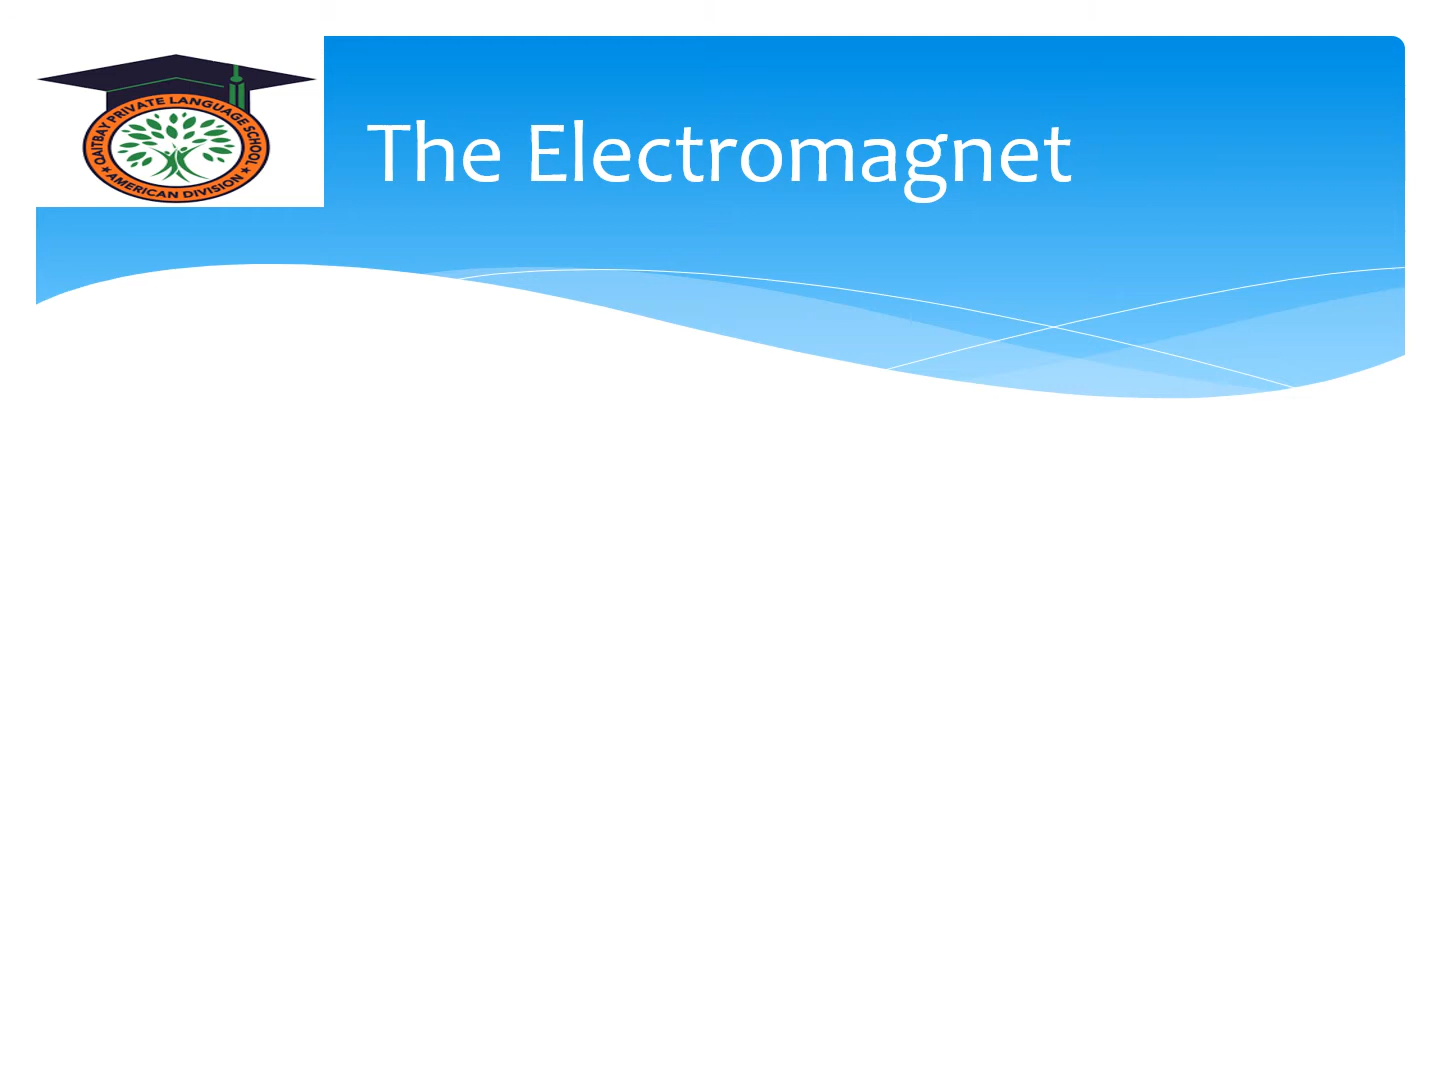 QAITBAY PRIVATE LANGUAGE SCHOOL
★ AMERICAN DIVISION ★
The Electromagnet